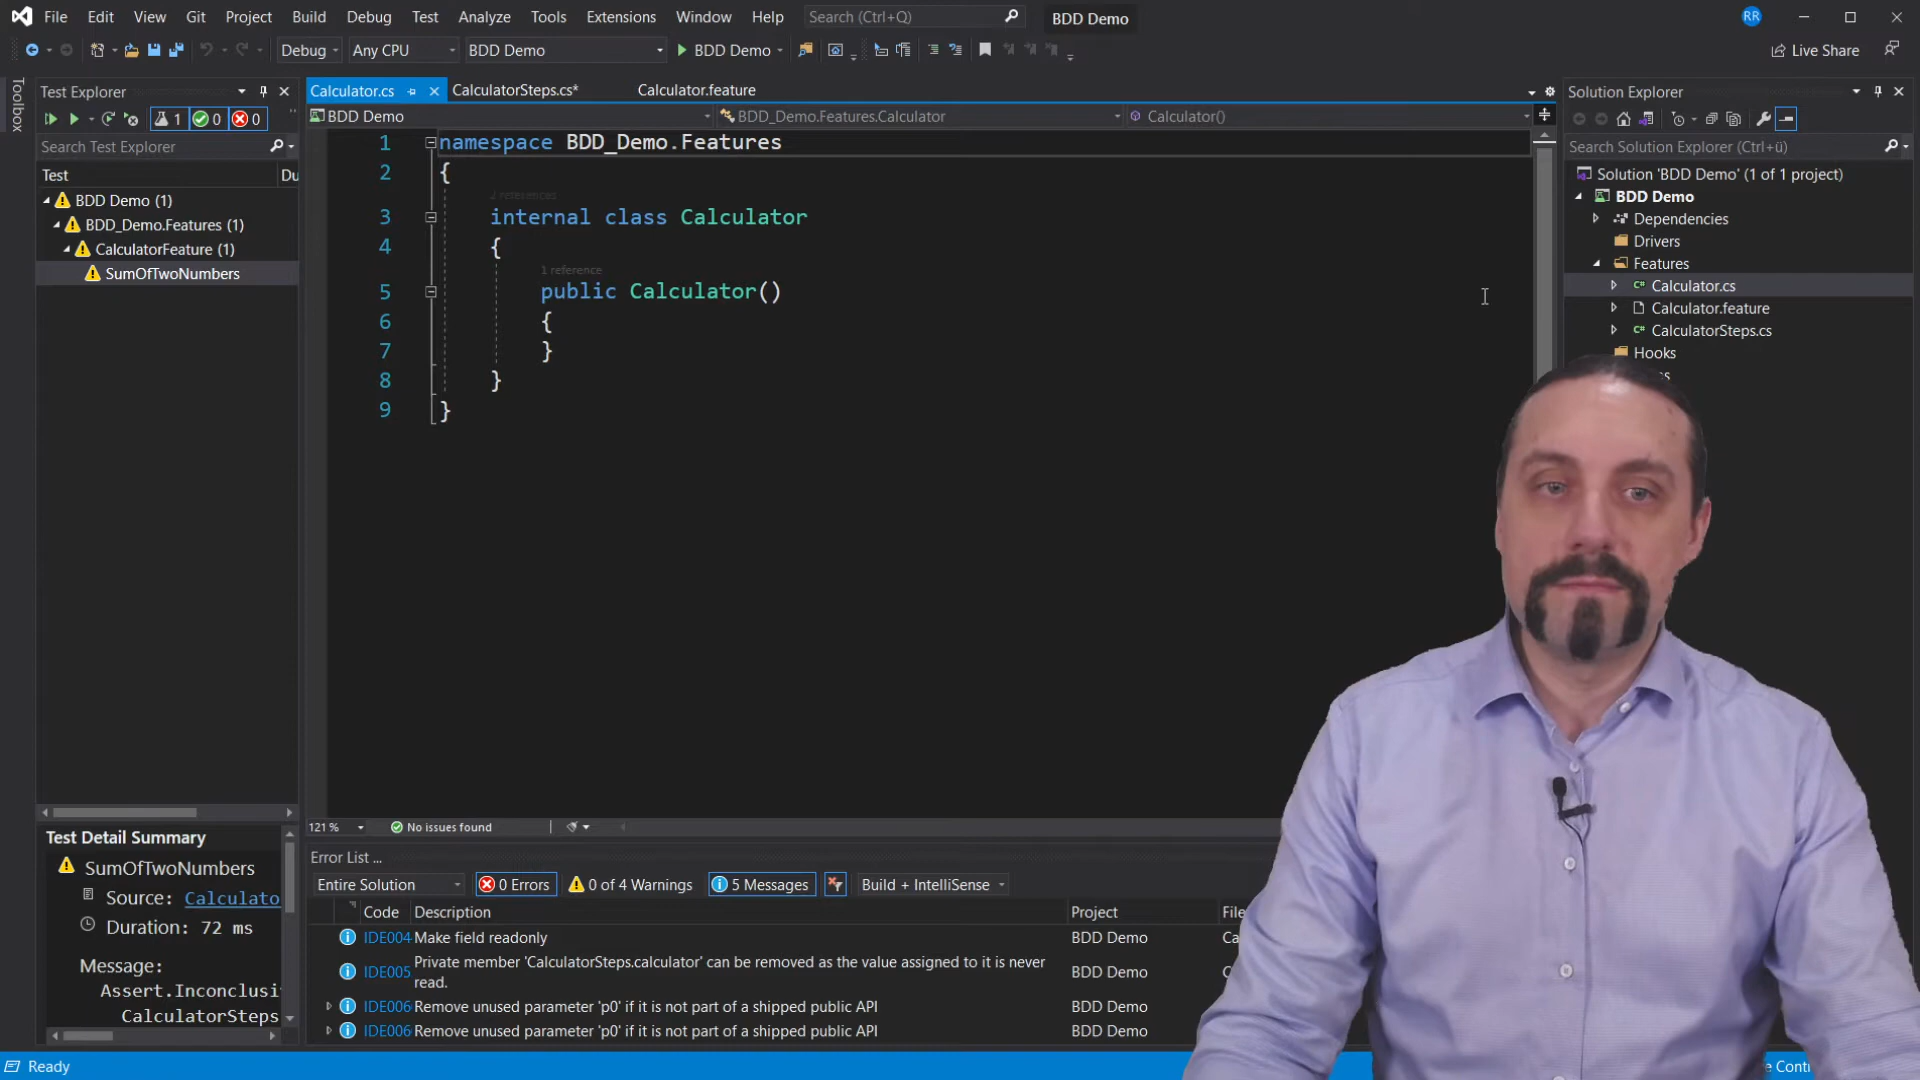 File Edit View Git Project Build Debug Test Analyze Tools Extensions Window Help Search (Ctrl+Q) BDD Demo RR
Debug Any CPU BDD Demo BDD Demo Live Share
Toolbox
Test Explorer
1 0 0
Search Test Explorer
Test Du
BDD Demo (1)
BDD_Demo.Features (1)
CalculatorFeature (1)
SumOfTwoNumbers
Calculator.cs CalculatorSteps.cs* Calculator.feature
BDD Demo BDD_Demo.Features.Calculator Calculator()
1 namespace BDD_Demo.Features
2 {
2 references
3 internal class Calculator
4 {
1 reference
5 public Calculator()
6 {
7 }
8 }
9 }
Solution Explorer
Search Solution Explorer (Ctrl+ü)
Solution 'BDD Demo' (1 of 1 project)
BDD Demo
Dependencies
Drivers
Features
Calculator.cs
Calculator.feature
CalculatorSteps.cs
Hooks
121 % No issues found
Test Detail Summary
SumOfTwoNumbers
Source: Calculato
Duration: 72 ms
Message:
Assert.Inconclusi
CalculatorSteps
Error List ...
Entire Solution 0 Errors 0 of 4 Warnings 5 Messages Build + IntelliSense
Code Description Project File
IDE004 Make field readonly BDD Demo Ca
IDE005 Private member 'CalculatorSteps.calculator' can be removed as the value assigned to it is never
read. BDD Demo
IDE006 Remove unused parameter 'p0' if it is not part of a shipped public API BDD Demo
IDE006 Remove unused parameter 'p0' if it is not part of a shipped public API BDD Demo
Ready